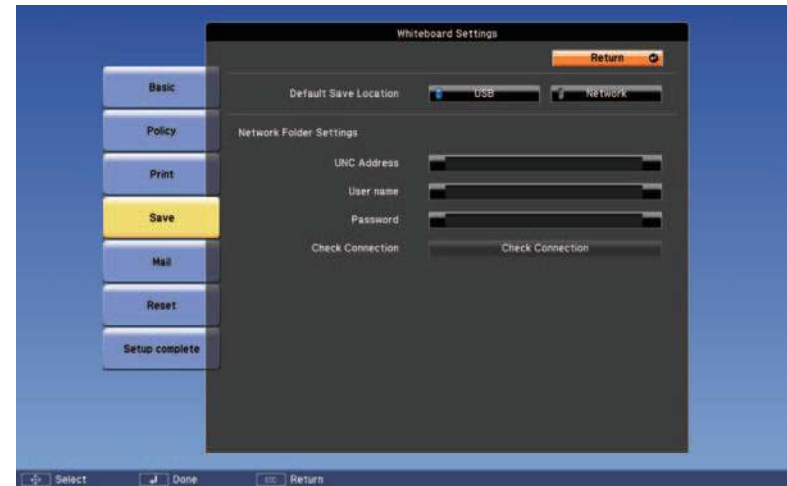 Whiteboard Settings
Return
Basic
Policy
Print
Save
Mail
Reset
Setup complete
Default Save Location USB Network
Network Folder Settings
UNC Address
User name
Password
Check Connection Check Connection
Select Done Esc Return